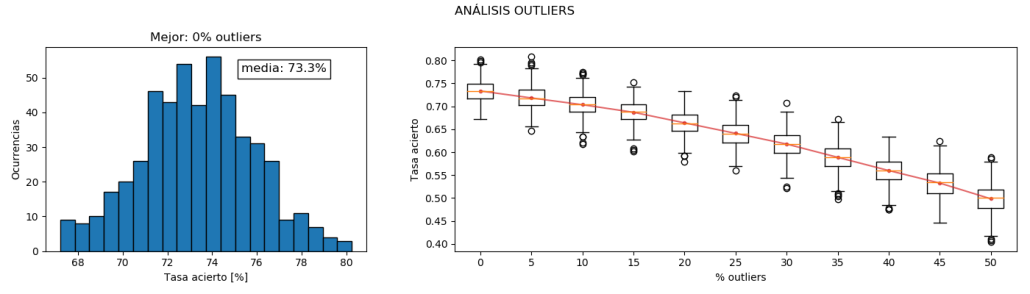 ANÁLISIS OUTLIERS
Mejor: 0% outliers
media: 73.3%
Ocurrencias
50
40
30
20
10
0
68 70 72 74 76 78 80
Tasa acierto [%]
Tasa acierto
0.80
0.75
0.70
0.65
0.60
0.55
0.50
0.45
0.40
0 5 10 15 20 25 30 35 40 45 50
% outliers